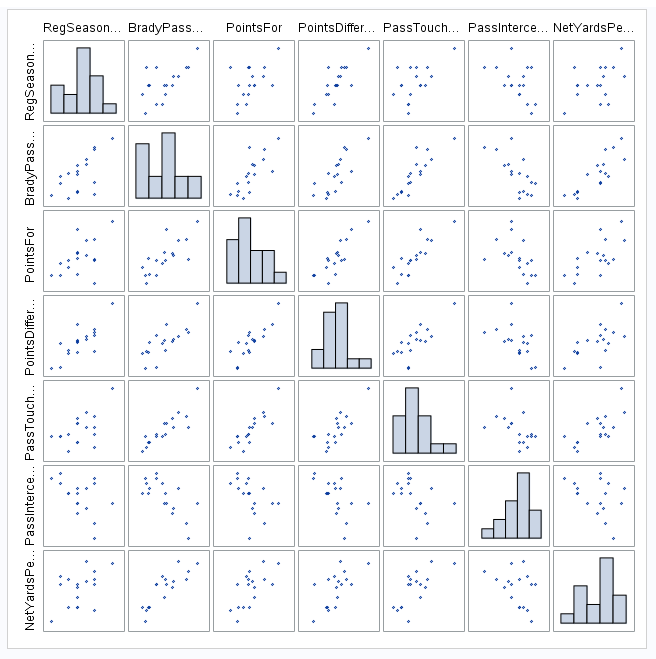 RegSeason... BradyPass... PointsFor PointsDiffer... PassTouch... PassInterce... NetYardsPe...
RegSeason...
BradyPass...
PointsFor
PointsDiffer...
PassTouch...
PassInterce...
NetYardsPe...